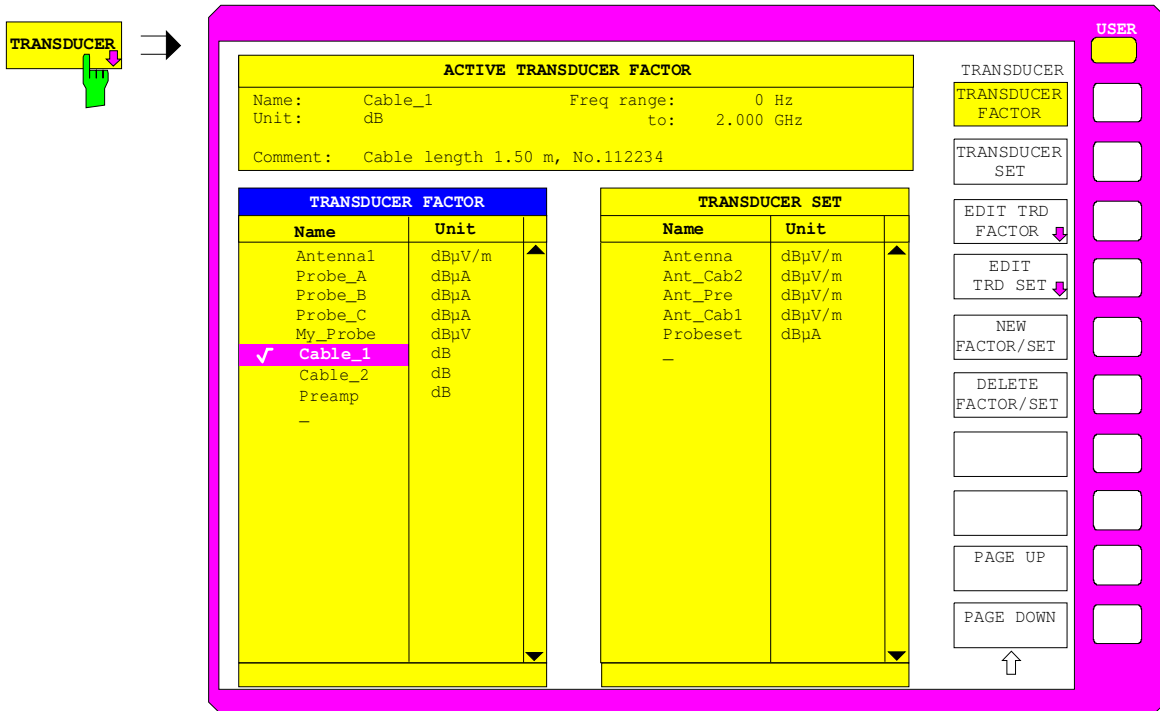 TRANSDUCER
USER
ACTIVE TRANSDUCER FACTOR
Name: Cable_1 Freq range: 0 Hz
Unit: dB to: 2.000 GHz
Comment: Cable length 1.50 m, No.112234
TRANSDUCER FACTOR
Name Unit
Antenna1 dBµV/m
Probe_A dBµA
Probe_B dBµA
Probe_C dBµA
My_Probe dBµV
√ Cable_1 dB
Cable_2 dB
Preamp dB
_
TRANSDUCER SET
Name Unit
Antenna dBµV/m
Ant_Cab2 dBµV/m
Ant_Pre dBµV/m
Ant_Cab1 dBµV/m
Probeset dBµA
_
TRANSDUCER
TRANSDUCER
FACTOR
TRANSDUCER
SET
EDIT TRD
FACTOR
EDIT
TRD SET
NEW
FACTOR/SET
DELETE
FACTOR/SET
PAGE UP
PAGE DOWN